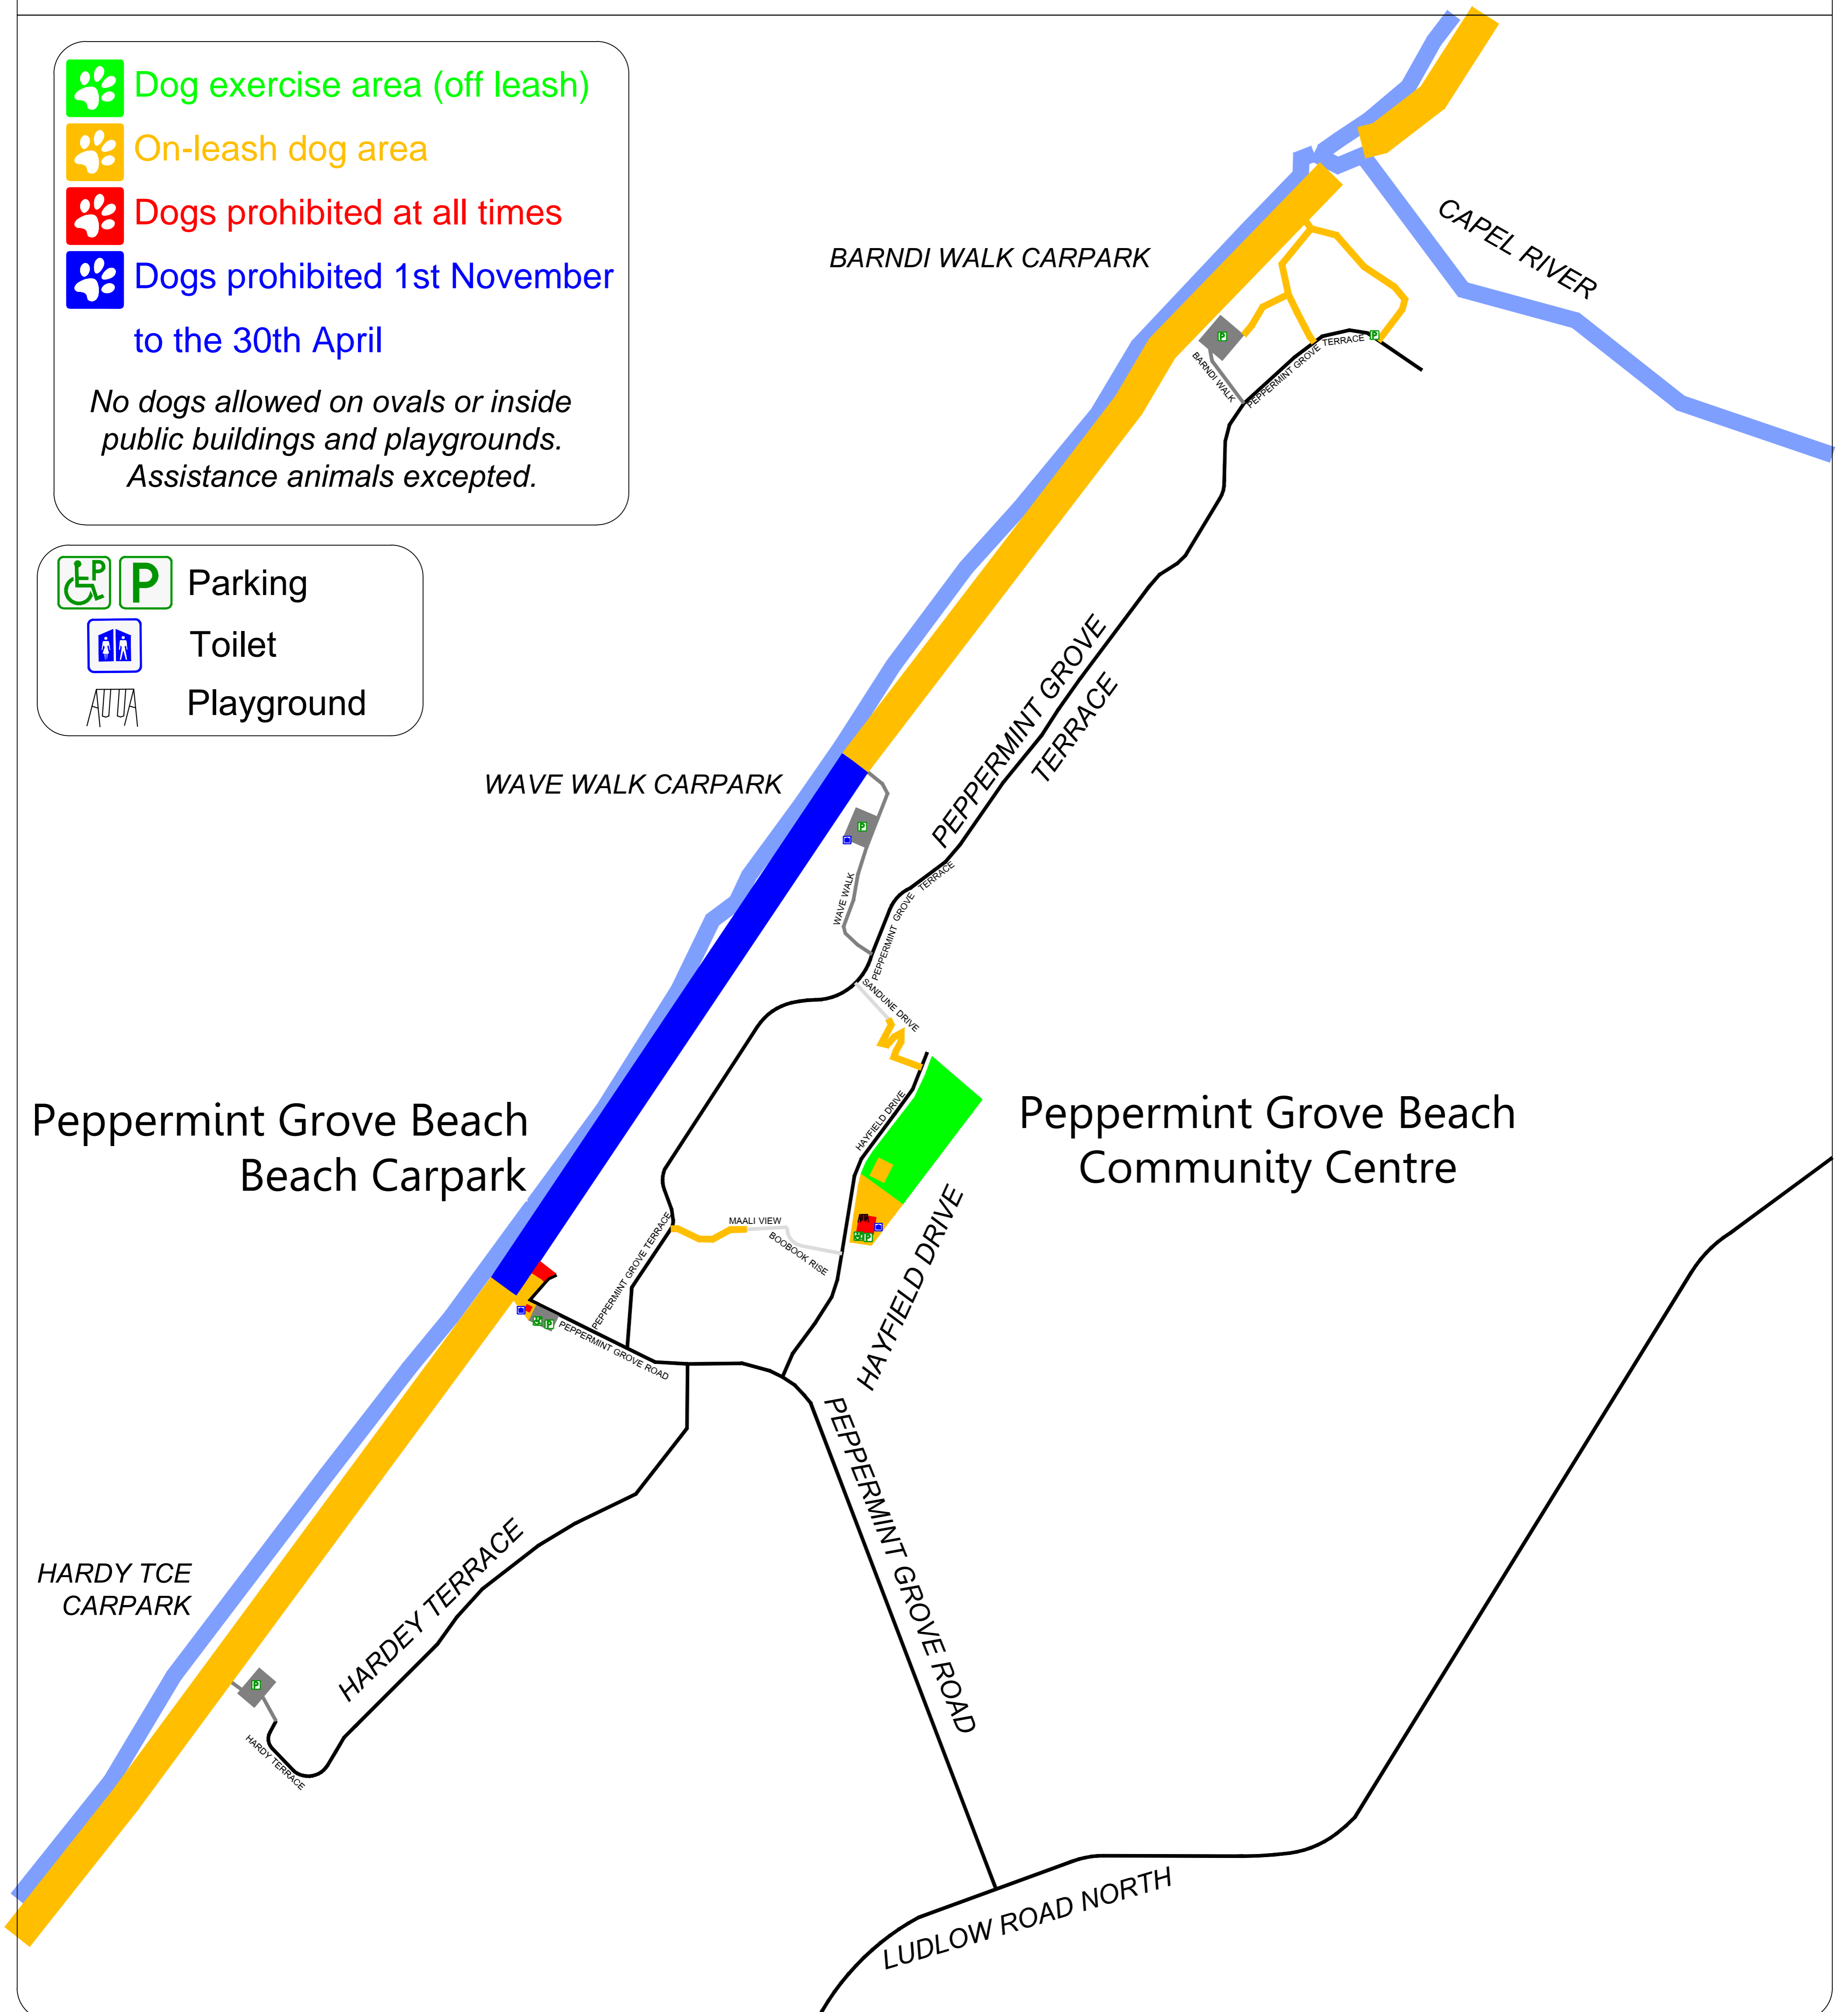 Dog exercise area (off leash)
On-leash dog area
Dogs prohibited at all times
Dogs prohibited 1st November
to the 30th April
No dogs allowed on ovals or inside
public buildings and playgrounds.
Assistance animals excepted.
P P Parking
Toilet
Playground
BARNDI WALK CARPARK
CAPEL RIVER
P
P
BARNDI WALK
PEPPERMINT GROVE TERRACE
PEPPERMINT GROVE
TERRACE
WAVE WALK CARPARK
P
WAVE WALK
PEPPERMINT GROVE TERRACE
SANDUNE DRIVE
Peppermint Grove Beach
Beach Carpark
Peppermint Grove Beach
Community Centre
HAYFIELD DRIVE
HAYFIELD DRIVE
MAALI VIEW
BOOBOOK RISE
P
PEPPERMINT GROVE TERRACE
P
PEPPERMINT GROVE ROAD
PEPPERMINT GROVE ROAD
HARDY TCE
CARPARK
HARDEY TERRACE
P
HARDY TERRACE
LUDLOW ROAD NORTH